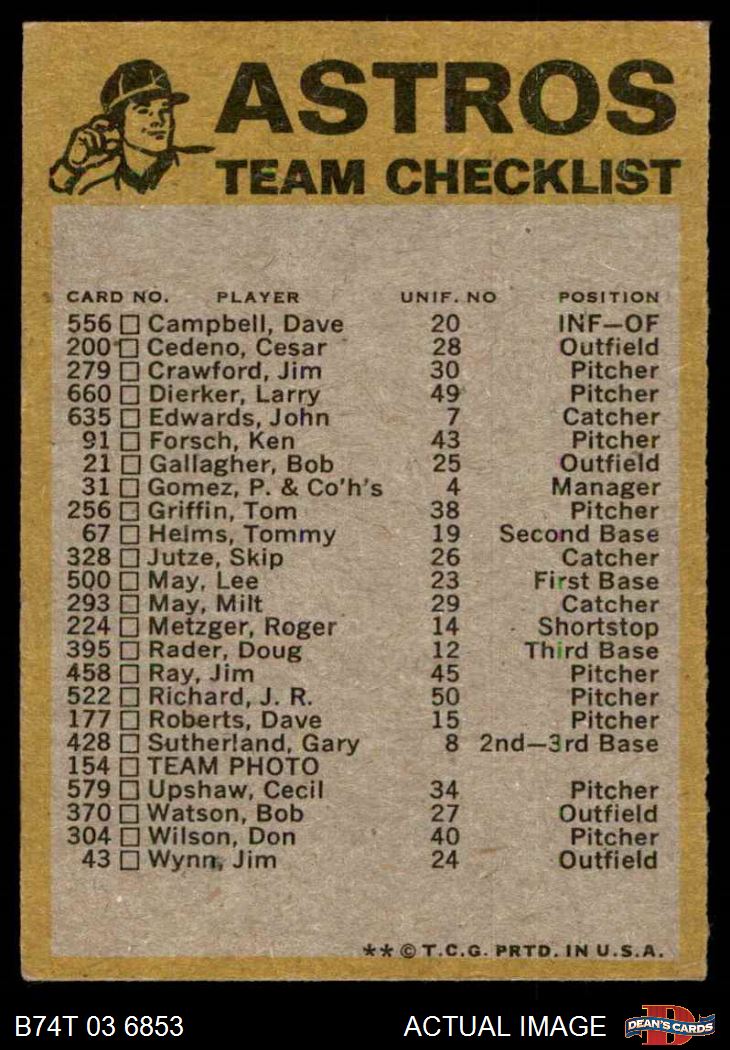 ASTROS
TEAM CHECKLIST
CARD NO. PLAYER UNIF. NO POSITION
556 Campbell, Dave 20 INF—OF
200 Cedeno, Cesar 28 Outfield
279 Crawford, Jim 30 Pitcher
660 Dierker, Larry 49 Pitcher
635 Edwards, John 7 Catcher
91 Forsch, Ken 43 Pitcher
21 Gallagher, Bob 25 Outfield
31 Gomez, P. & Co'h's 4 Manager
256 Griffin, Tom 38 Pitcher
67 Helms, Tommy 19 Second Base
328 Jutze, Skip 26 Catcher
500 May, Lee 23 First Base
293 May, Milt 29 Catcher
224 Metzger, Roger 14 Shortstop
395 Rader, Doug 12 Third Base
458 Ray, Jim 45 Pitcher
522 Richard, J. R. 50 Pitcher
177 Roberts, Dave 15 Pitcher
428 Sutherland, Gary 8 2nd—3rd Base
154 TEAM PHOTO
579 Upshaw, Cecil 34 Pitcher
370 Watson, Bob 27 Outfield
304 Wilson, Don 40 Pitcher
43 Wynn, Jim 24 Outfield
** © T.C.G. PRTD. IN U.S.A.
B74T 03 6853 ACTUAL IMAGE D DEAN'S CARDS